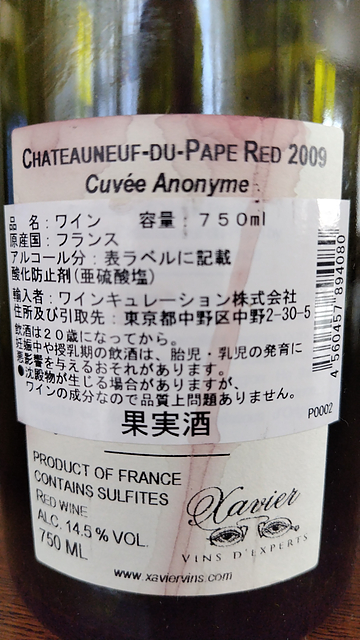 CHATEAUNEUF-DU-PAPE RED 2009
Cuvée Anonyme
品 名：ワイン 容量：７５０ml
原産国：フランス
アルコール分：表ラベルに記載
酸化防止剤(亜硫酸塩)
輸入者：ワインキュレーション株式会社
住所及び引取先：東京都中野区中野2-30-5
飲酒は２０歳になってから。
妊娠中や授乳期の飲酒は、胎児・乳児の発育に
悪影響を与えるおそれがあります。
●沈殿物が生じる場合がありますが、
ワインの成分なので品質上問題ありません。
果実酒
P0002
4 560457 894080
PRODUCT OF FRANCE
CONTAINS SULFITES
RED WINE
ALC. 14.5 % VOL.
750 ML
Xavier
VINS D'EXPERTS
www.xaviervins.com